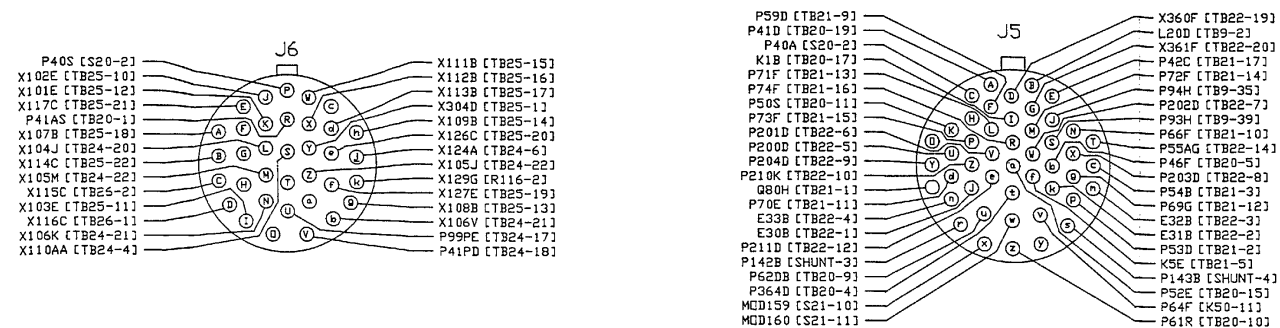 J6
P40S [S20-2]
X102E [TB25-10]
X101E [TB25-12]
X117C [TB25-21]
P41AS [TB20-1]
X107B [TB25-18]
X104J [TB24-20]
X114C [TB25-22]
X105M [TB24-22]
X115C [TB26-2]
X103E [TB25-11]
X116C [TB26-1]
X106K [TB24-21]
X110AA [TB24-4]
X111B [TB25-15]
X112B [TB25-16]
X113B [TB25-17]
X304D [TB25-1]
X109B [TB25-14]
X126C [TB25-20]
X124A [TB24-6]
X105J [TB24-22]
X129G [R116-2]
X127E [TB25-19]
X108B [TB25-13]
X106V [TB24-21]
P99PE [TB24-17]
P41PD [TB24-18]
J5
P59D [TB21-9]
P41D [TB20-19]
P40A [S20-2]
K1B [TB20-17]
P71F [TB21-13]
P74F [TB21-16]
P50S [TB20-11]
P73F [TB21-15]
P201D [TB22-6]
P200D [TB22-5]
P204D [TB22-9]
P210K [TB22-10]
Q80H [TB21-1]
P70E [TB21-11]
E33B [TB22-4]
E30B [TB22-1]
P211D [TB22-12]
P142B [SHUNT-3]
P62DB [TB20-9]
P364D [TB20-4]
MOD159 [S21-10]
MOD160 [S21-11]
X360F [TB22-19]
L20D [TB9-2]
X361F [TB22-20]
P42C [TB21-17]
P72F [TB21-14]
P94H [TB9-35]
P202D [TB22-7]
P93H [TB9-39]
P66F [TB21-10]
P55AG [TB22-14]
P46F [TB20-5]
P203D [TB22-8]
P54B [TB21-3]
P69G [TB21-12]
E32B [TB22-3]
E31B [TB22-2]
P53D [TB21-2]
K5E [TB21-5]
P143B [SHUNT-4]
P52E [TB20-15]
P64F [K50-11]
P61R [TB20-10]